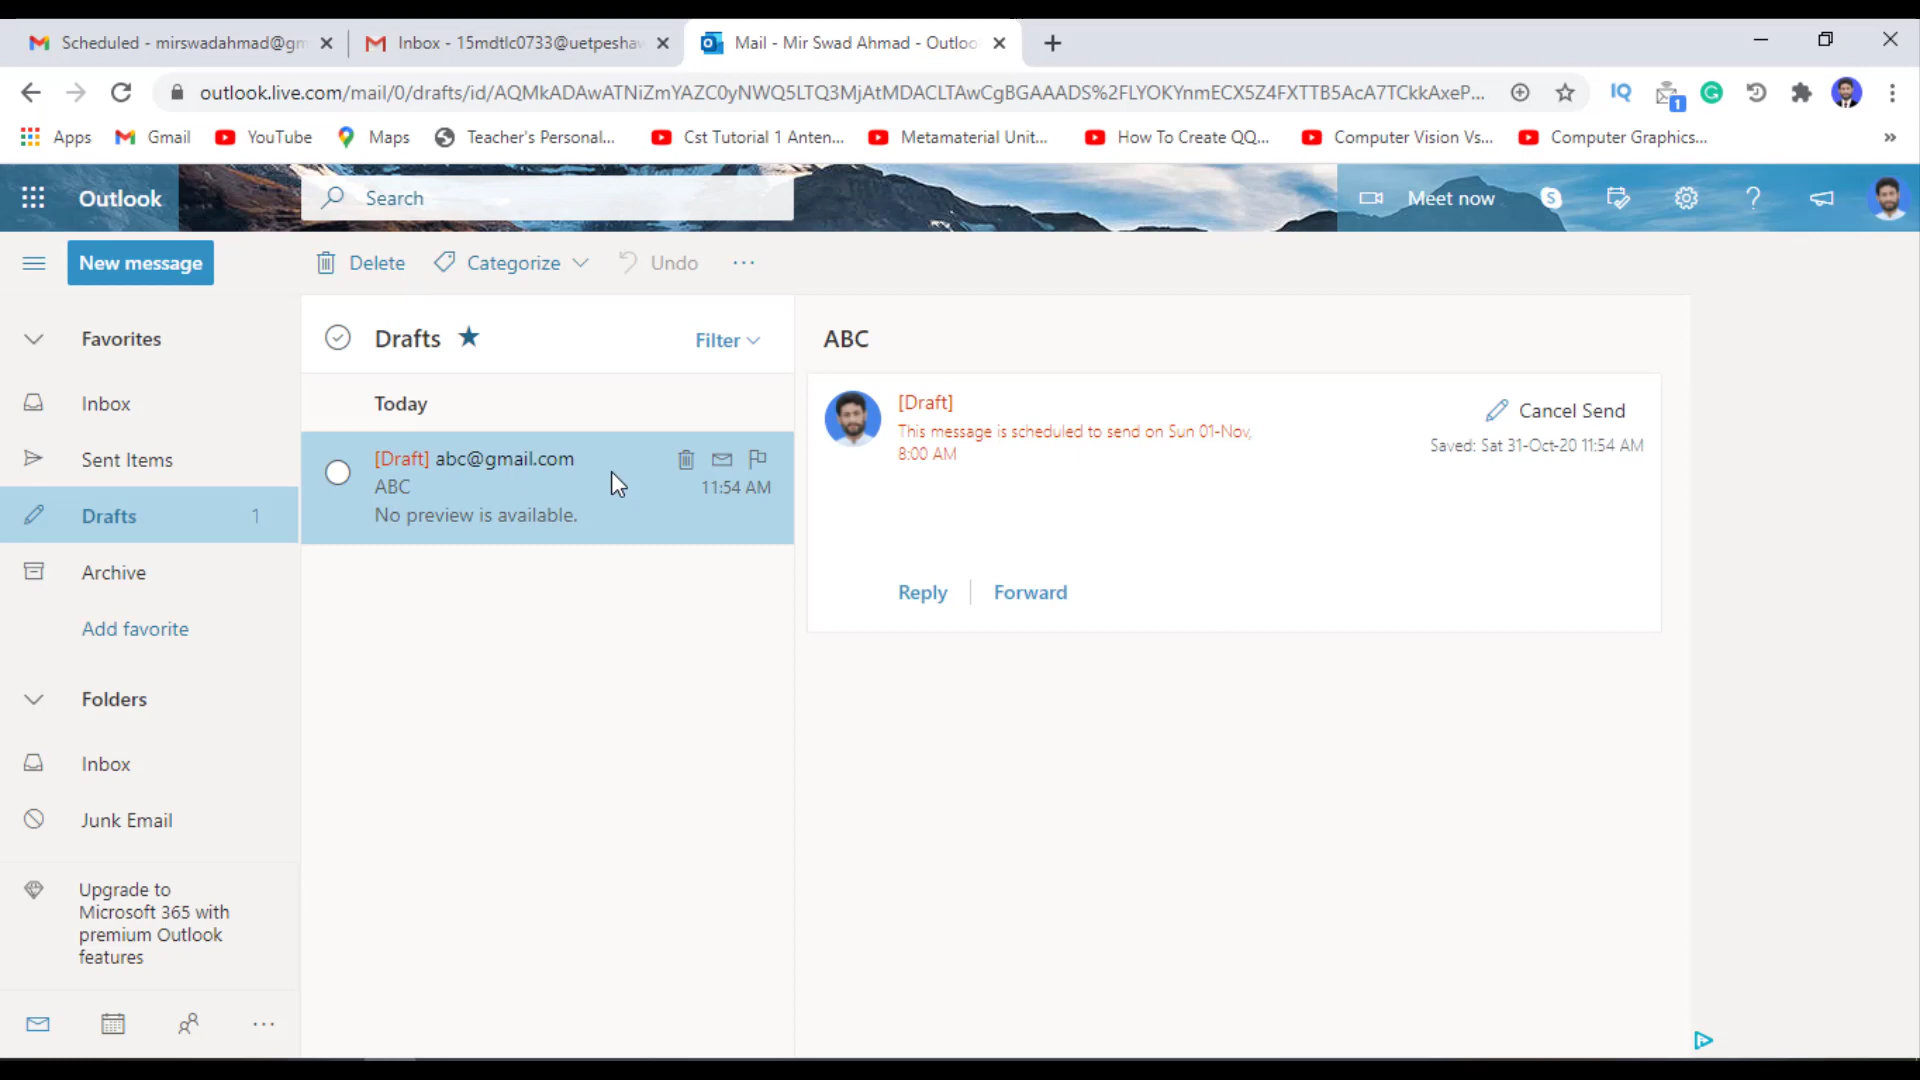 Scheduled - mirswadahmad@gm
Inbox - 15mdtlc0733@uetpeshaw
Mail - Mir Swad Ahmad - Outloo
outlook.live.com/mail/0/drafts/id/AQMkADAwATNiZmYAZC0yNWQ5LTQ3MjAtMDACLTAwCgBGAAADS%2FLYOKYnmECX5Z4FXTTB5AcA7TCkkAxeP...
IQ
1
Apps
Gmail
YouTube
Maps
Teacher's Personal...
Cst Tutorial 1 Anten...
Metamaterial Unit...
How To Create QQ...
Computer Vision Vs...
Computer Graphics...
»
Outlook
Search
Meet now
S
?
New message
Delete
Categorize
Undo
...
Favorites
Inbox
Sent Items
Drafts 1
Archive
Add favorite
Folders
Inbox
Junk Email
Upgrade to
Microsoft 365 with
premium Outlook
features
...
Drafts
Filter
Today
[Draft] abc@gmail.com
ABC 11:54 AM
No preview is available.
ABC
[Draft]
This message is scheduled to send on Sun 01-Nov,
8:00 AM
Cancel Send
Saved: Sat 31-Oct-20 11:54 AM
Reply
Forward